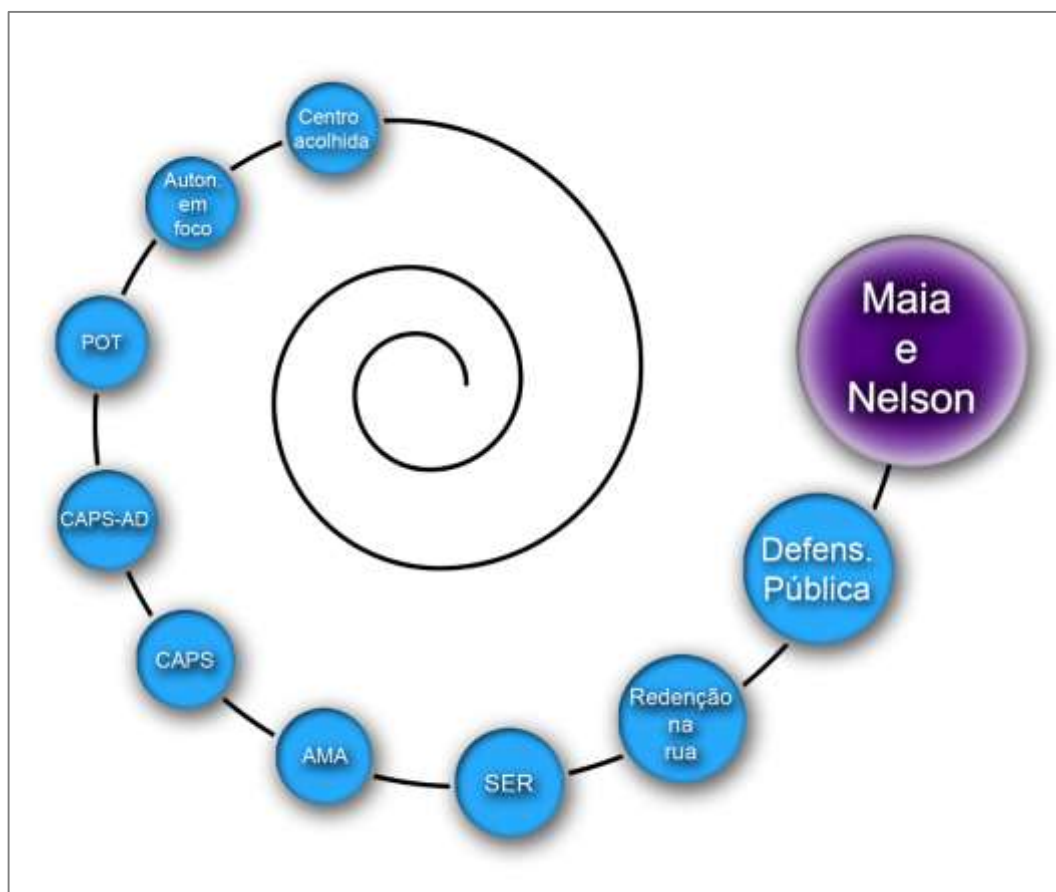 Centro
acolhida
Auton.
em
foco
POT
CAPS-AD
CAPS
AMA
SER
Redenção
na
rua
Defens.
Pública
Maia
e
Nelson